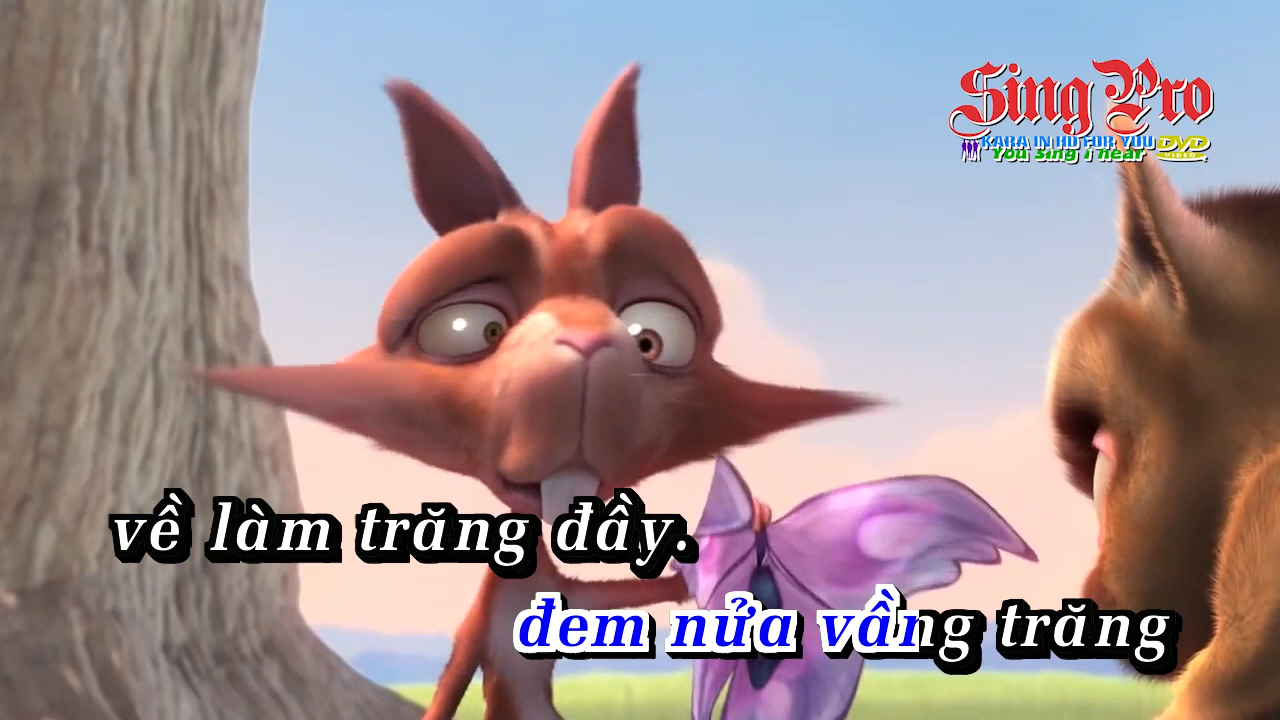 Sing Pro
KARA IN HD FOR YOU DVD
You Sing i hear VIDEO
về làm trăng đầy.
đem nửa vầng trăng